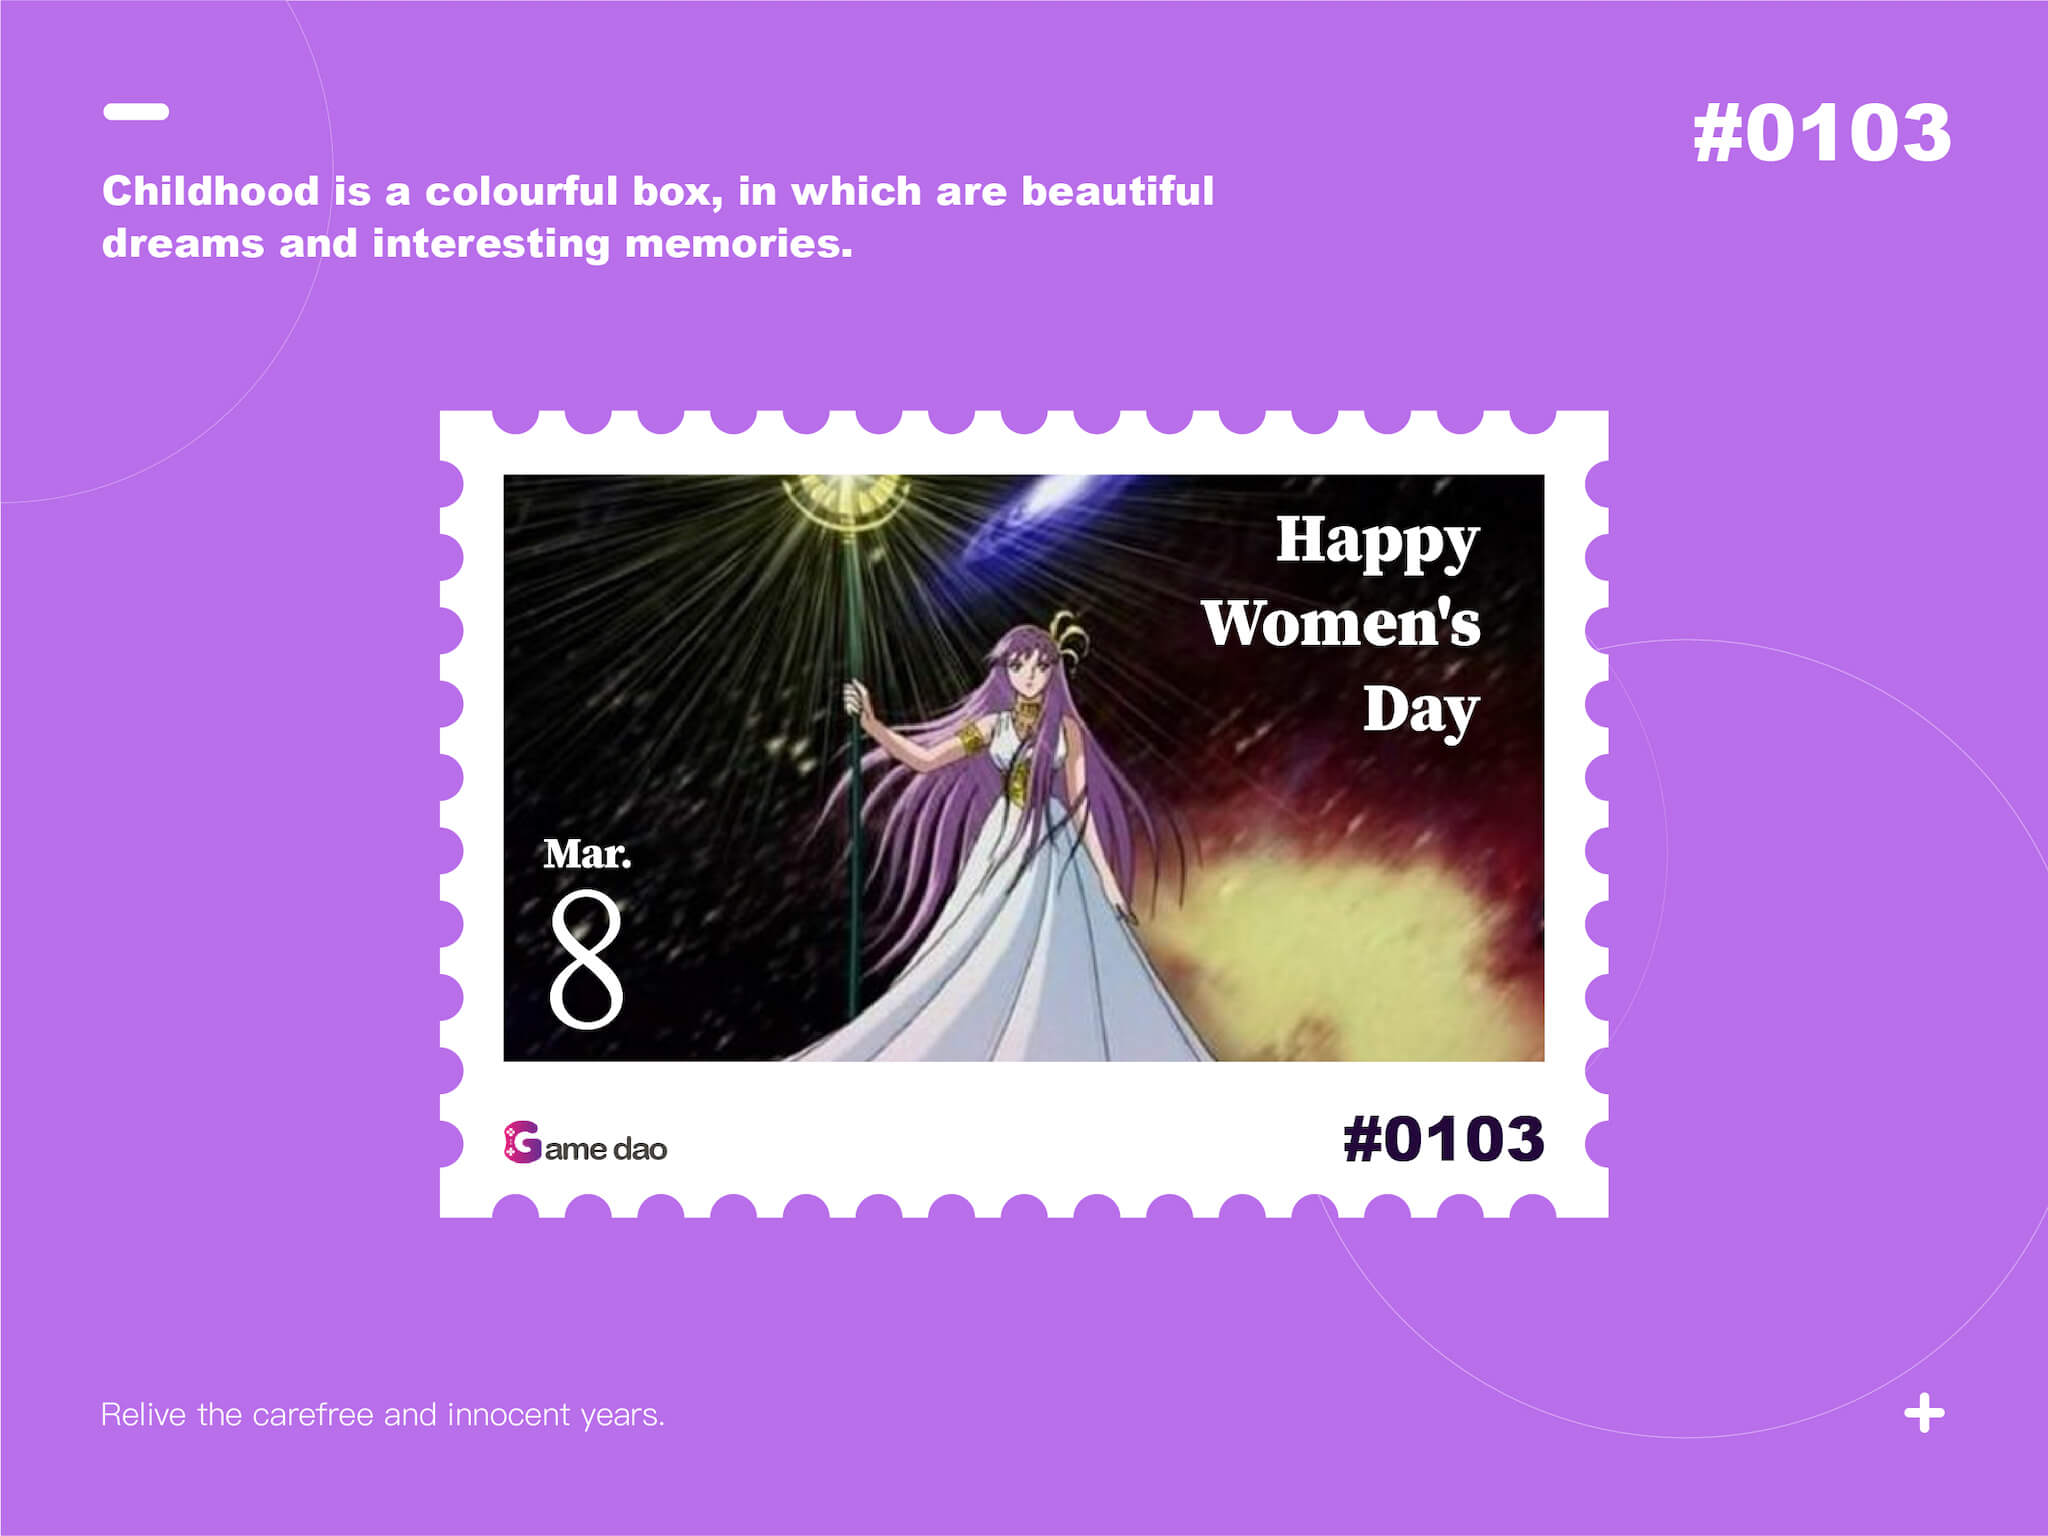 #0103
Childhood is a colourful box, in which are beautiful
dreams and interesting memories.
Happy
Women's
Day
Mar.
8
Game dao
#0103
Relive the carefree and innocent years.